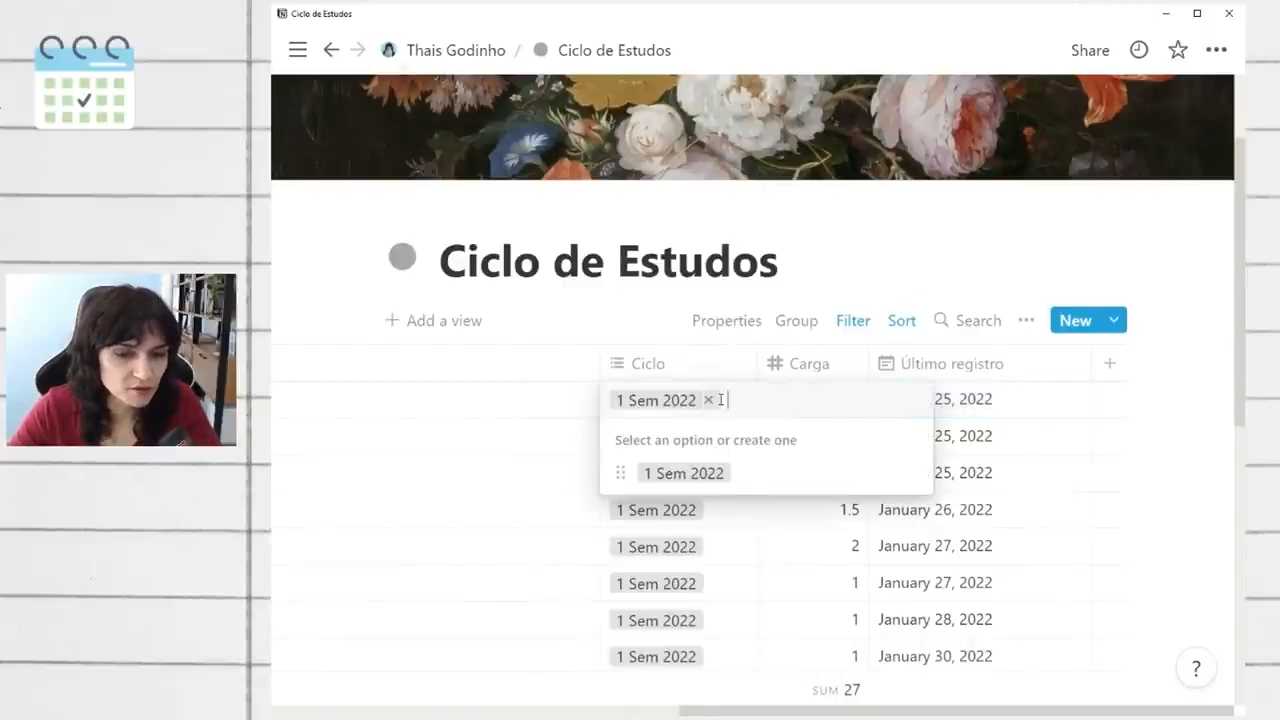 Ciclo de Estudos
Thais Godinho / Ciclo de Estudos
Share
Ciclo de Estudos
+ Add a view
Properties Group Filter Sort Search ••• New
Ciclo Carga Último registro +
1 Sem 2022 × 25, 2022
Select an option or create one 25, 2022
1 Sem 2022 25, 2022
1 Sem 2022 1.5 January 26, 2022
1 Sem 2022 2 January 27, 2022
1 Sem 2022 1 January 27, 2022
1 Sem 2022 1 January 28, 2022
1 Sem 2022 1 January 30, 2022
SUM 27
?